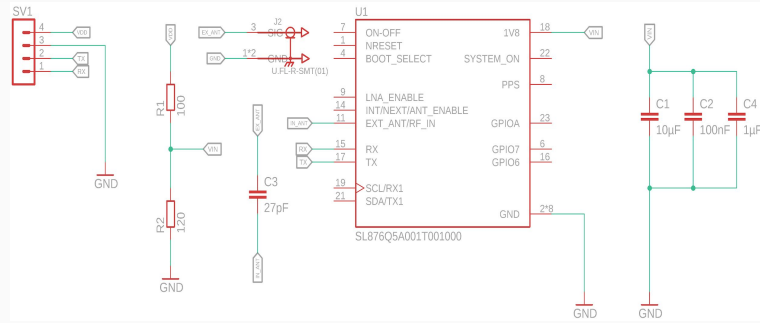 SV1
4 VDD
3
2 TX
1 RX
GND
VDD
R1
100
VIN
R2
120
GND
J2
EX_ANT 3 SIG
GND 1*2 GND
U.FL-R-SMT(01)
EX_ANT
C3
27pF
IN_ANT
U1
7 ON-OFF 1V8 18 VIN
1 NRESET
4 BOOT_SELECT SYSTEM_ON 22
PPS 8
9 LNA_ENABLE
14 INT/NEXT/ANT_ENABLE
IN_ANT 11 EXT_ANT/RF_IN GPIOA 23
RX 15 RX GPIO7 6
TX 17 TX GPIO6 16
19 SCL/RX1
21 SDA/TX1
GND 2*8
SL876Q5A001T001000
GND
VIN
C1
10µF
C2
100nF
C4
1µF
GND